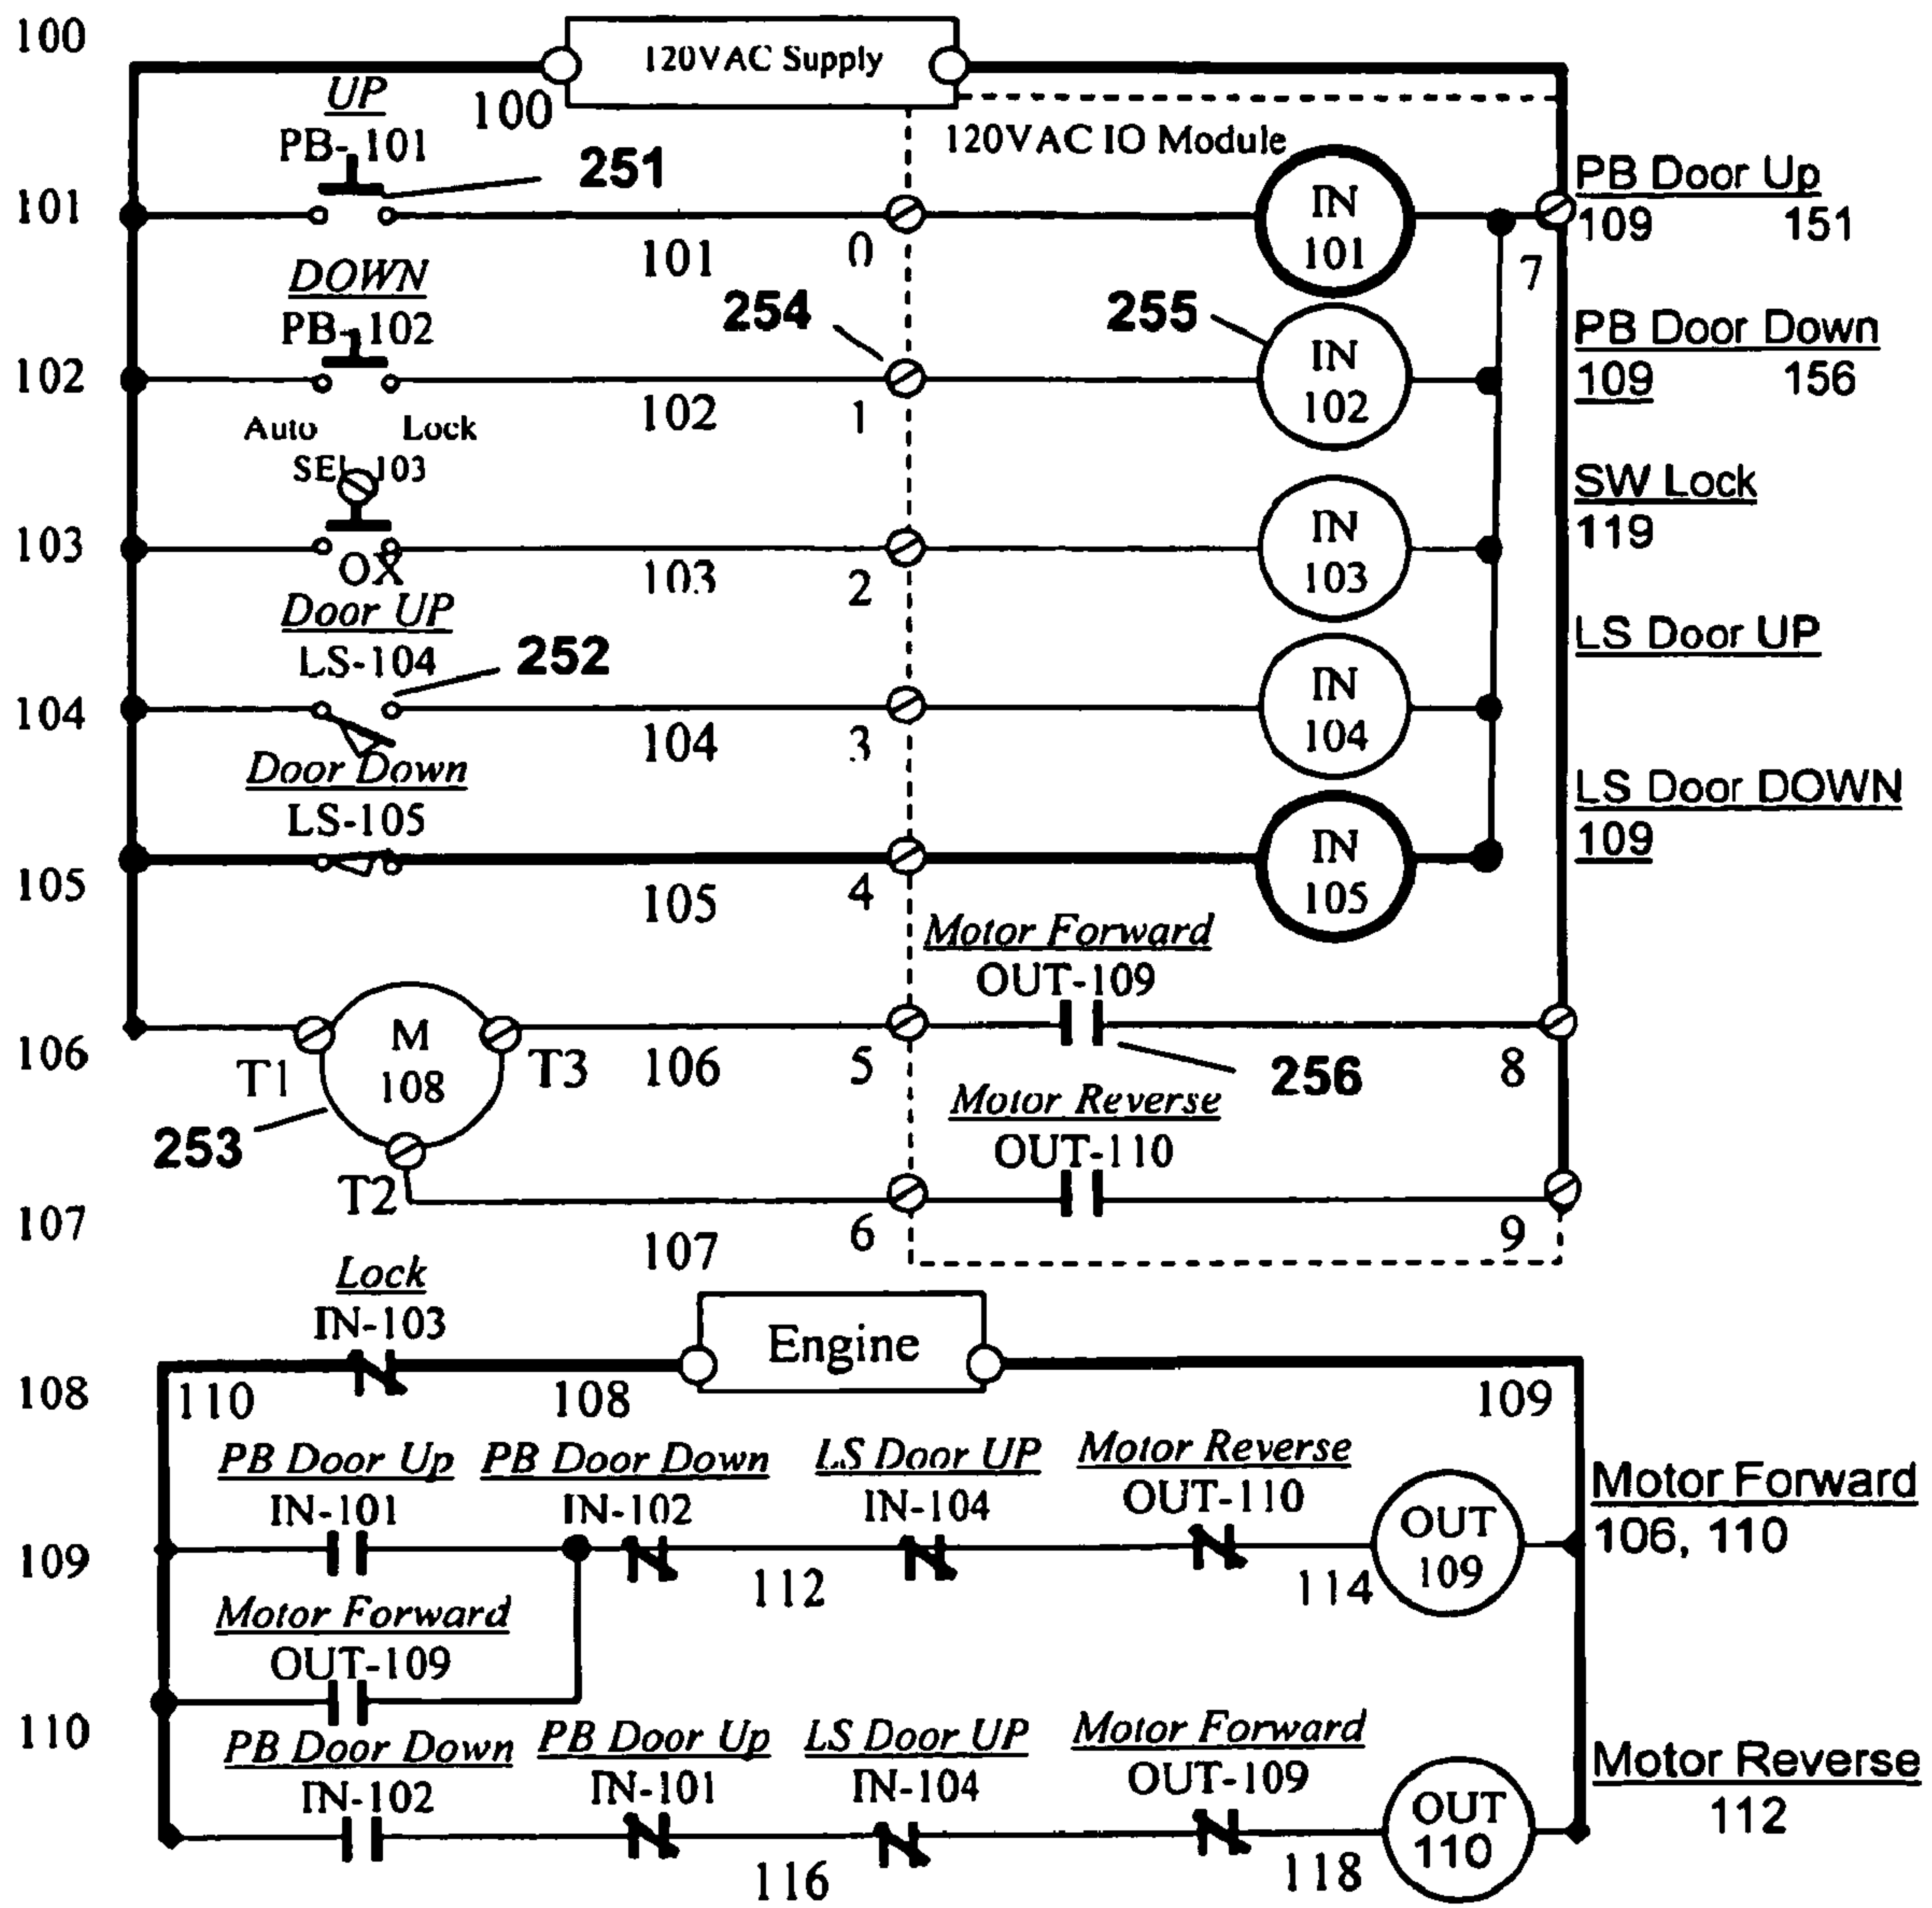 100
120VAC Supply
100
UP
PB-101
251
120VAC IO Module
PB Door Up
109 151
101
101
0
IN
101
7
DOWN
PB-102
254
255
PB Door Down
109 156
102
102
1
IN
102
Auto Lock
SEL 103
SW Lock
119
103
OX
103
2
IN
103
Door UP
LS-104
252
LS Door UP
104
104
3
IN
104
Door Down
LS-105
LS Door DOWN
109
105
105
4
IN
105
Motor Forward
OUT-109
106
T1
M
108
T3
106
5
256
8
253
Motor Reverse
OUT-110
T2
107
107
6
9
Lock
IN-103
Engine
108
110
108
109
PB Door Up PB Door Down LS Door UP Motor Reverse
IN-101 IN-102 IN-104 OUT-110
Motor Forward
106, 110
109
112
114
OUT
109
Motor Forward
OUT-109
110
PB Door Down PB Door Up LS Door UP Motor Forward
IN-102 IN-101 IN-104 OUT-109
Motor Reverse
112
116
118
OUT
110